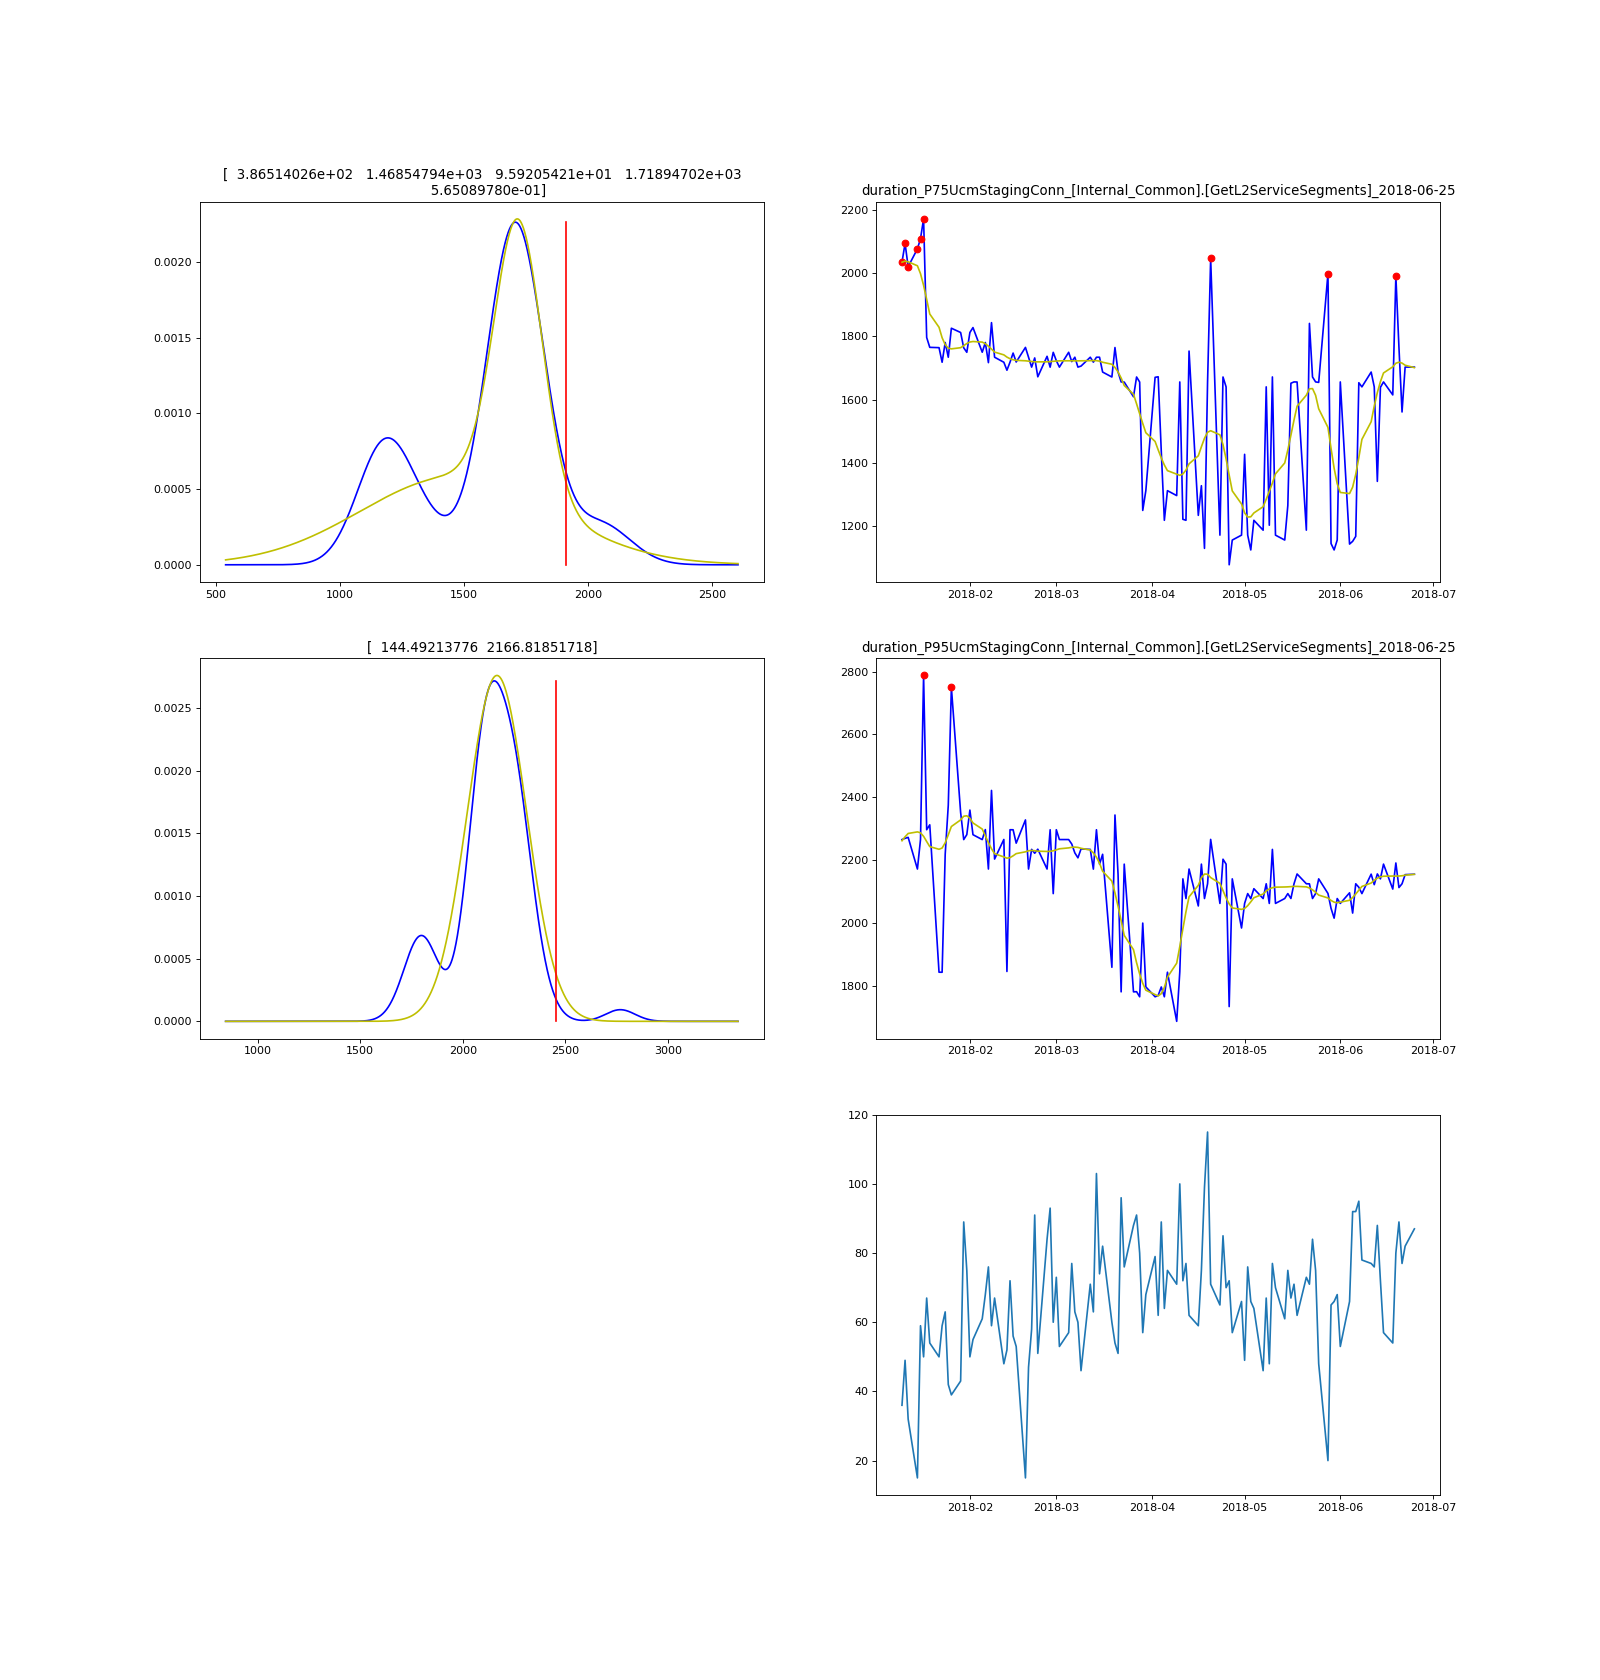 [  3.86514026e+02   1.46854794e+03   9.59205421e+01   1.71894702e+03
5.65089780e-01]
0.0020
0.0015
0.0010
0.0005
0.0000
500 1000 1500 2000 2500
duration_P75UcmStagingConn_[Internal_Common].[GetL2ServiceSegments]_2018-06-25
2200
2000
1800
1600
1400
1200
2018-02 2018-03 2018-04 2018-05 2018-06 2018-07
[  144.49213776  2166.81851718]
0.0025
0.0020
0.0015
0.0010
0.0005
0.0000
1000 1500 2000 2500 3000
duration_P95UcmStagingConn_[Internal_Common].[GetL2ServiceSegments]_2018-06-25
2800
2600
2400
2200
2000
1800
2018-02 2018-03 2018-04 2018-05 2018-06 2018-07
120
100
80
60
40
20
2018-02 2018-03 2018-04 2018-05 2018-06 2018-07